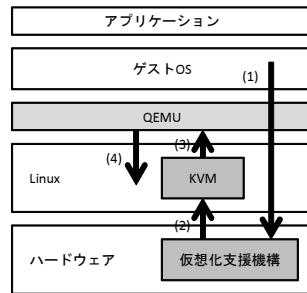 アプリケーション
ゲストOS
(1)
QEMU
(3)
(4)
Linux
KVM
(2)
ハードウェア
仮想化支援機構